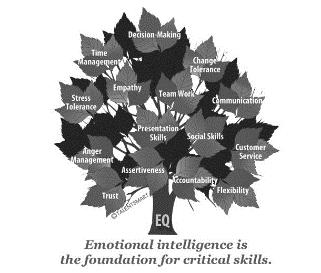 Decision-Making
Time
Management
Change
Tolerance
Empathy
Team Work
Stress
Tolerance
Communication
Presentation
Skills
Social Skills
Anger
Management
Customer
Service
Assertiveness
Accountability
Flexibility
Trust
©TALENTSMART
EQ
Emotional intelligence is
the foundation for critical skills.